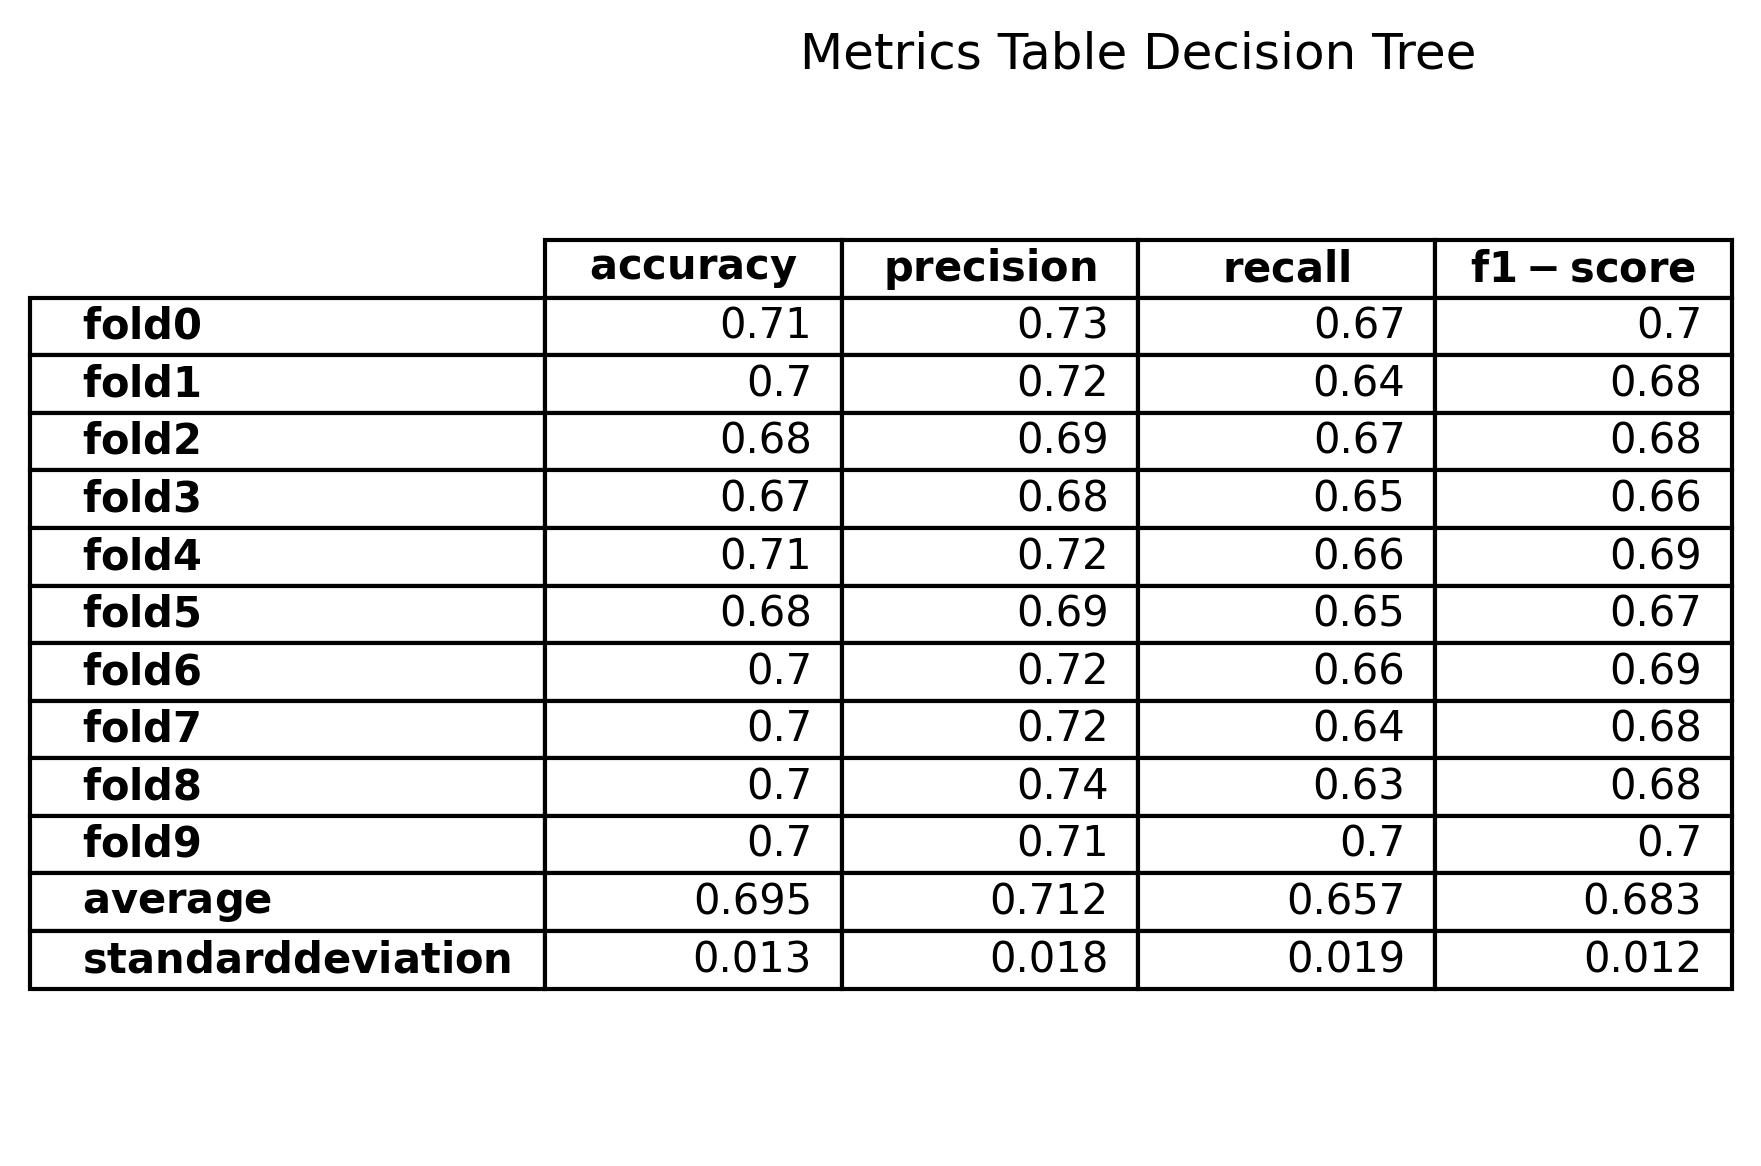 Metrics Table Decision Tree
accuracy precision recall f1−score
fold0 0.71 0.73 0.67 0.7
fold1 0.7 0.72 0.64 0.68
fold2 0.68 0.69 0.67 0.68
fold3 0.67 0.68 0.65 0.66
fold4 0.71 0.72 0.66 0.69
fold5 0.68 0.69 0.65 0.67
fold6 0.7 0.72 0.66 0.69
fold7 0.7 0.72 0.64 0.68
fold8 0.7 0.74 0.63 0.68
fold9 0.7 0.71 0.7 0.7
average 0.695 0.712 0.657 0.683
standarddeviation 0.013 0.018 0.019 0.012